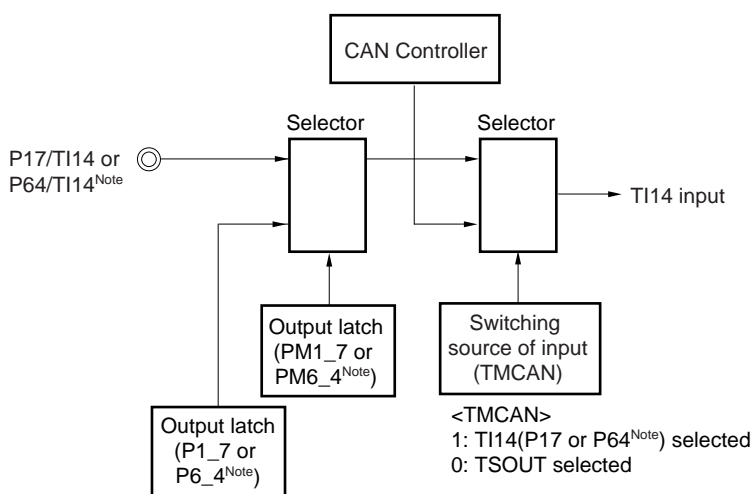 CAN Controller
Selector
Selector
P17/TI14 or
P64/TI14Note
TI14 input
Output latch
(PM1_7 or
PM6_4Note)
Switching
source of input
(TMCAN)
Output latch
(P1_7 or
P6_4Note)
<TMCAN>
1: TI14(P17 or P64Note) selected
0: TSOUT selected